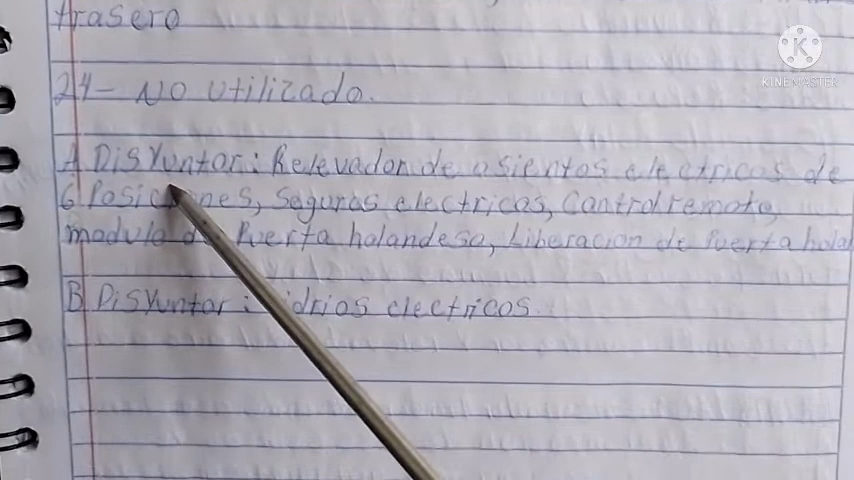 trasero
K
KINEMASTER
24- No Utilizado.
A Disyuntor: Relevador de asientos electricos de
6 Posiciones, Seguros electricos, Control remoto,
modulo de Puerta holandesa, Liberacion de Puerta hola
B Disyuntor: vidrios electricos.